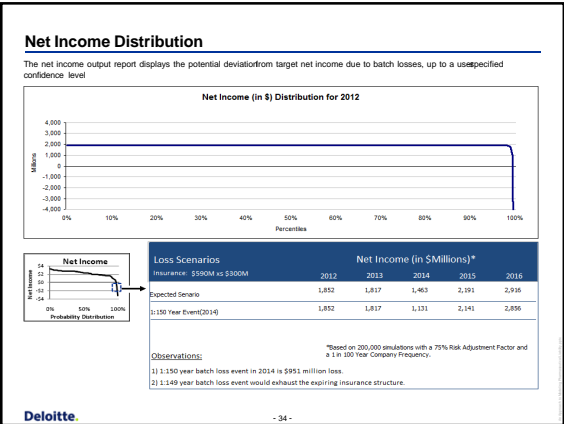 Net Income Distribution
The net income output report displays the potential deviationfrom target net income due to batch losses, up to a userspecified
confidence level
Net Income (in $) Distribution for 2012
Millions
4,000
3,000
2,000
1,000
0
-1,000
-2,000
-3,000
-4,000
0% 10% 20% 30% 40% 50% 60% 70% 80% 90% 100%
Percentiles
Net Income
Net Income
$4
$2
$0
-$2
-$4
0% 50% 100%
Probability Distribution
Loss Scenarios Net Income (in $Millions)*
Insurance: $590M xs $300M 2012 2013 2014 2015 2016
Expected Senario 1,852 1,817 1,463 2,191 2,916
1:150 Year Event(2014) 1,852 1,817 1,131 2,141 2,856
*Based on 200,000 simulations with a 75% Risk Adjustment Factor and
a 1 in 100 Year Company Frequency.
Observations:
1) 1:150 year batch loss event in 2014 is $951 million loss.
2) 1:149 year batch loss event would exhaust the expiring insurance structure.
Deloitte.
- 34 -